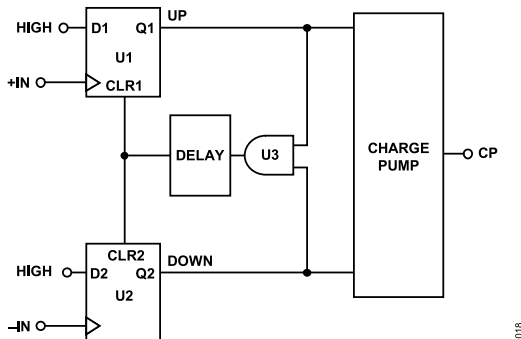 UP
HIGH D1 Q1
U1
+IN CLR1
DELAY U3 CHARGE PUMP CP
CLR2
HIGH D2 Q2 DOWN
U2
–IN
018